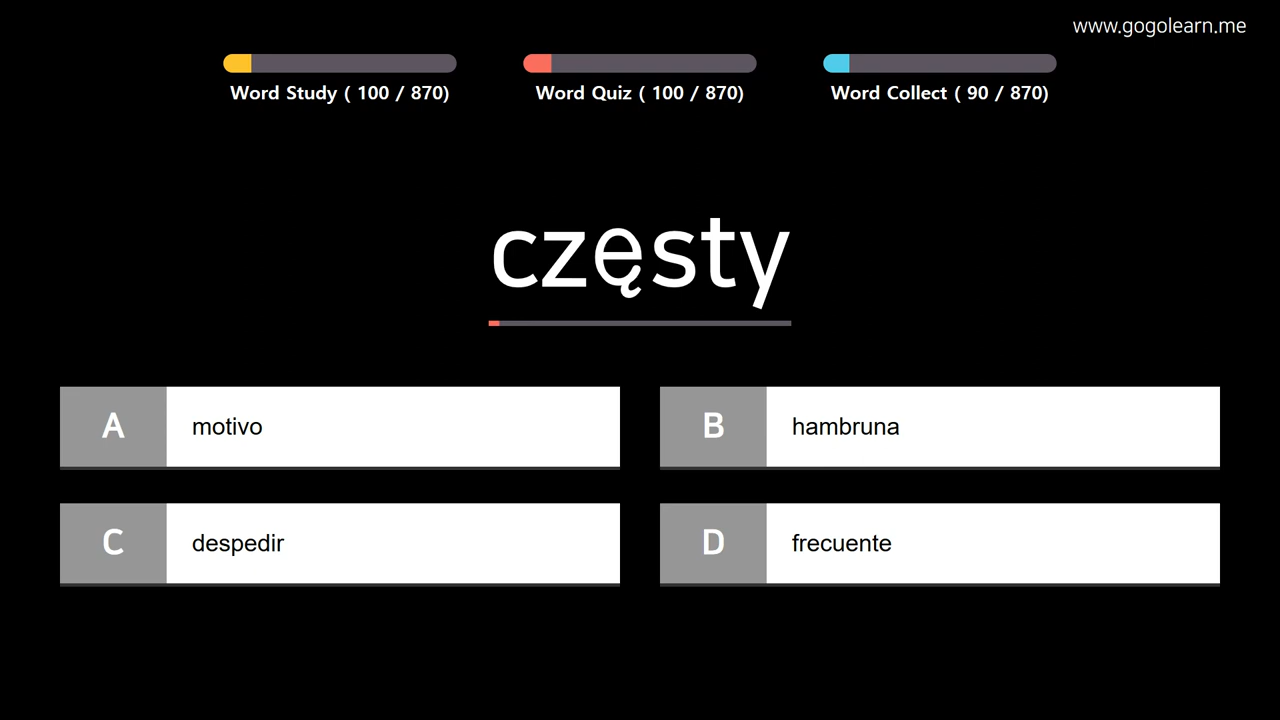 www.gogolearn.me
Word Study ( 100 / 870)
Word Quiz ( 100 / 870)
Word Collect ( 90 / 870)
częsty
A motivo
B hambruna
C despedir
D frecuente